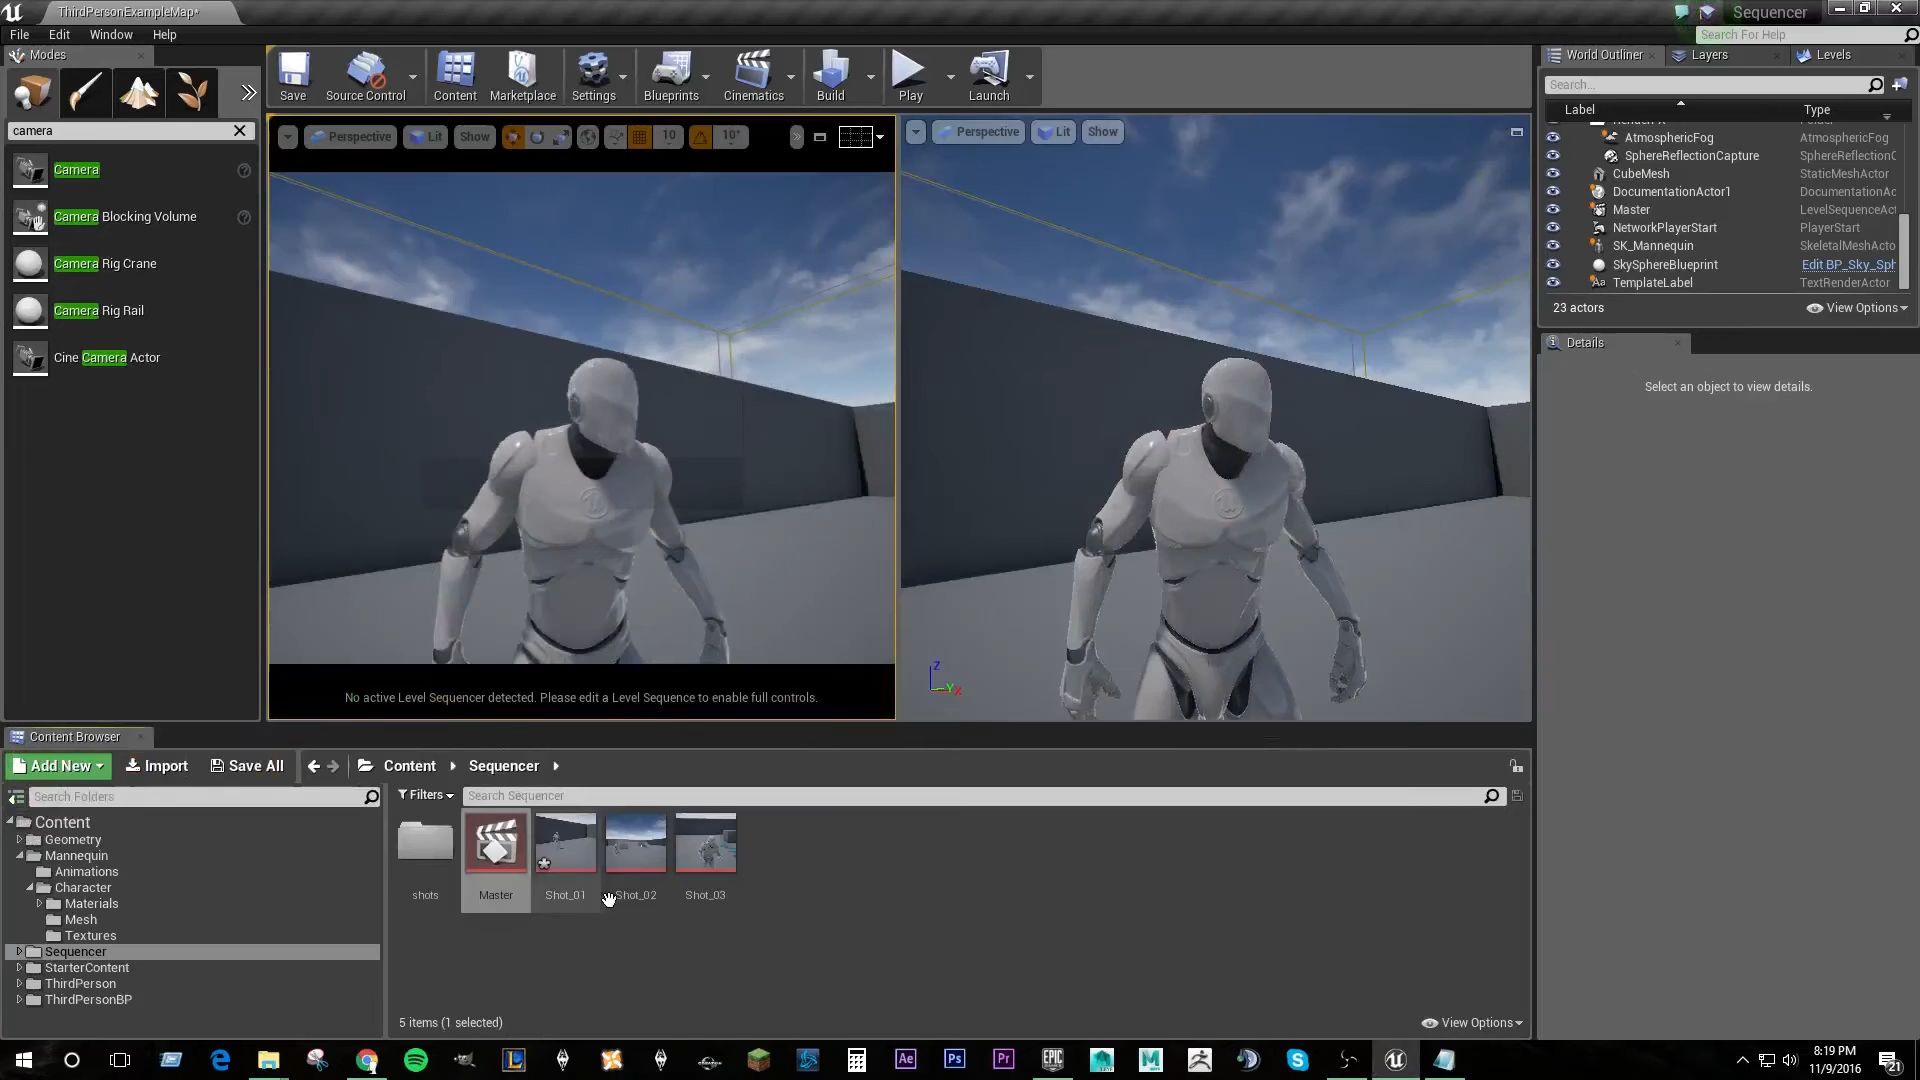 ThirdPersonExampleMap*
Sequencer
File Edit Window Help
Search For Help
Modes
World Outliner
Layers
Levels
Save
Source Control
Content
Marketplace
Settings
Blueprints
Cinematics
Build
Play
Launch
Search...
Label
Type
camera
Perspective
Lit
Show
10
10°
Perspective
Lit
Show
AtmosphericFog AtmosphericFog
SphereReflectionCapture SphereReflectionC
CubeMesh StaticMeshActor
DocumentationActor1 DocumentationAc
Master LevelSequenceAct
NetworkPlayerStart PlayerStart
SK_Mannequin SkeletalMeshActo
SkySphereBlueprint Edit BP_Sky_Sph
TemplateLabel TextRenderActor
23 actors
View Options
Camera
Camera Blocking Volume
Camera Rig Crane
Camera Rig Rail
Cine Camera Actor
Details
Select an object to view details.
Z
Y
X
No active Level Sequencer detected. Please edit a Level Sequence to enable full controls.
Content Browser
Add New
Import
Save All
Content
Sequencer
Search Folders
Filters
Search Sequencer
Content
Geometry
Mannequin
Animations
Character
Materials
Mesh
Textures
Sequencer
StarterContent
ThirdPerson
ThirdPersonBP
shots
Master
Shot_01
Shot_02
Shot_03
5 items (1 selected)
View Options
Ae
Ps
Pr
EPIC
GAMES
8:19 PM
11/9/2016
21